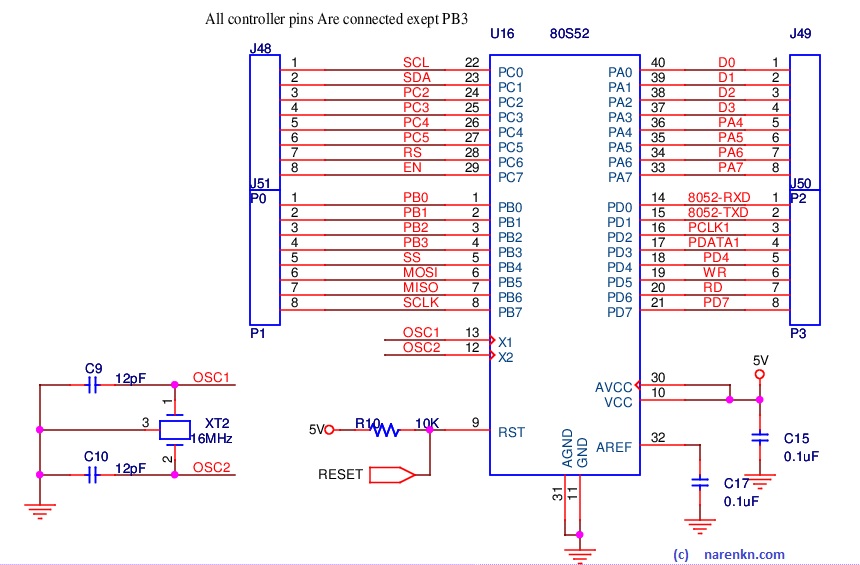 All controller pins Are connected exept PB3
U16 80S52
J48 J49
1 SCL 22 PC0 PA0 40 D0 1
2 SDA 23 PC1 PA1 39 D1 2
3 PC2 24 PC2 PA2 38 D2 3
4 PC3 25 PC3 PA3 37 D3 4
5 PC4 26 PC4 PA4 36 PA4 5
6 PC5 27 PC5 PA5 35 PA5 6
7 RS 28 PC6 PA6 34 PA6 7
8 EN 29 PC7 PA7 33 PA7 8
J51 J50
P0 P2
1 PB0 1 PB0 PD0 14 8052-RXD 1
2 PB1 2 PB1 PD1 15 8052-TXD 2
3 PB2 3 PB2 PD2 16 PCLK1 3
4 PB3 4 PB3 PD3 17 PDATA1 4
5 SS 5 PB4 PD4 18 PD4 5
6 MOSI 6 PB5 PD5 19 WR 6
7 MISO 7 PB6 PD6 20 RD 7
8 SCLK 8 PB7 PD7 21 PD7 8
P1 P3
OSC1 13 X1
OSC2 12 X2
5V
C9 12pF OSC1
AVCC 30
VCC 10
1
3 XT2
16MHz
2
5V R10 10K 9 RST
AREF 32
C15
0.1uF
C10 12pF OSC2
RESET
AGND GND
31 11
C17
0.1uF
(c) narenkn.com